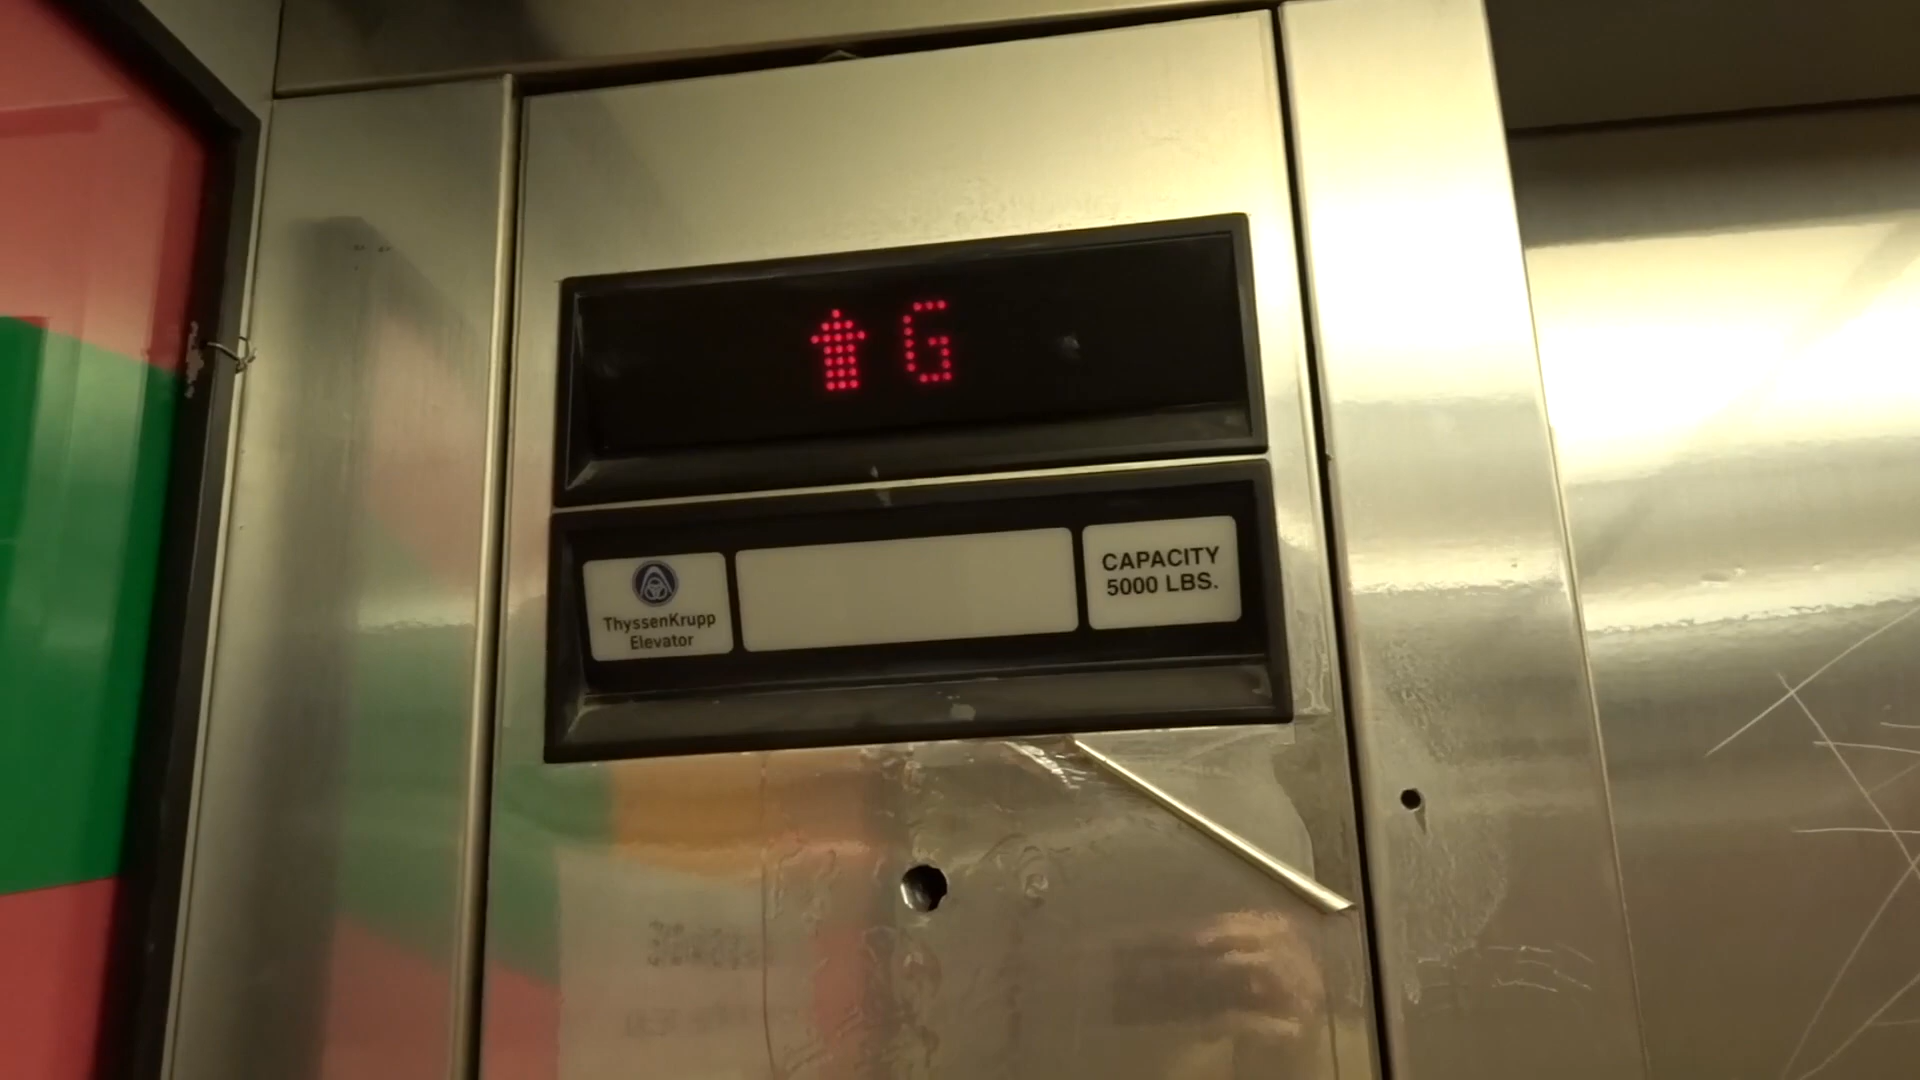 G
ThyssenKrupp
Elevator
CAPACITY
5000 LBS.